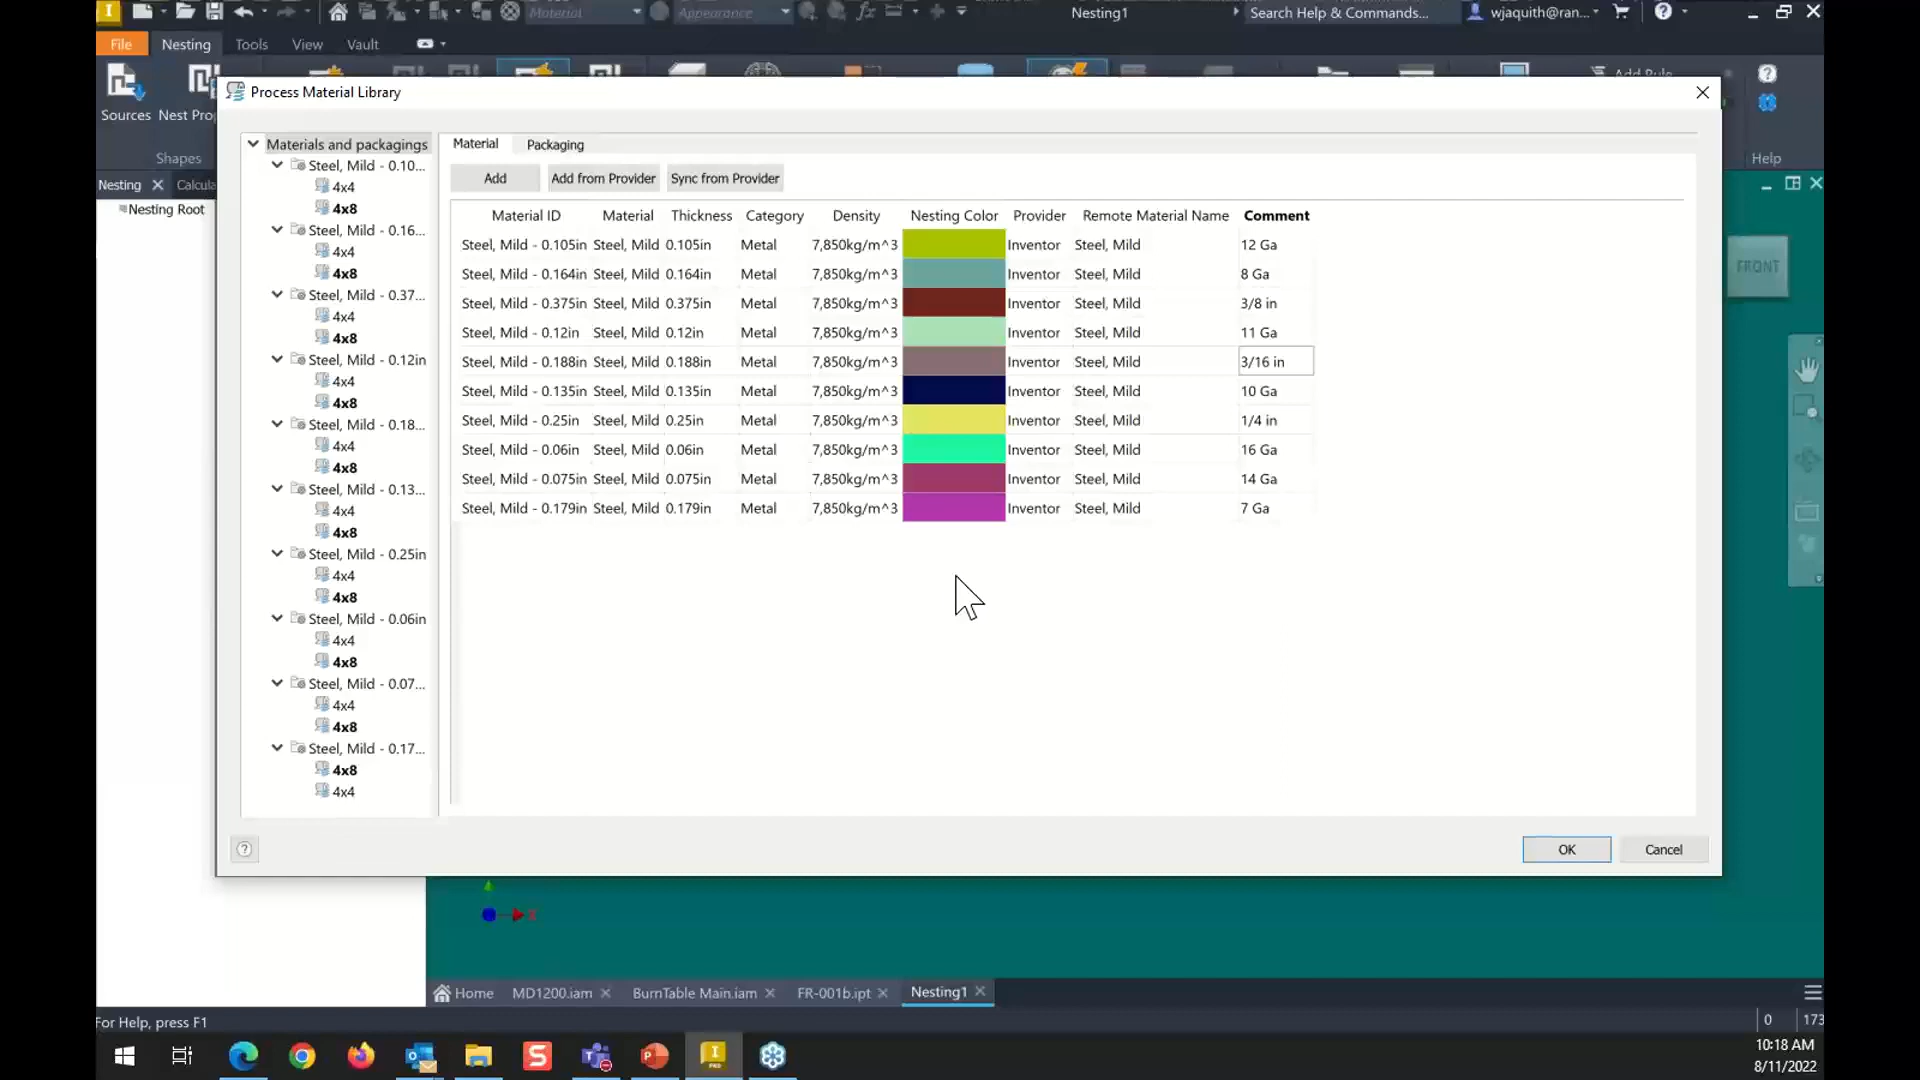 Material
Appearance
Nesting1
Search Help & Commands...
wjaquith@ran...
File
Nesting
Tools
View
Vault
Add Rule
Sources
Nest Pro
Shapes
Help
Process Material Library
Nesting
Calcula
Nesting Root
Materials and packagings
Steel, Mild - 0.10...
4x4
4x8
Steel, Mild - 0.16...
4x4
4x8
Steel, Mild - 0.37...
4x4
4x8
Steel, Mild - 0.12in
4x4
4x8
Steel, Mild - 0.18...
4x4
4x8
Steel, Mild - 0.13...
4x4
4x8
Steel, Mild - 0.25in
4x4
4x8
Steel, Mild - 0.06in
4x4
4x8
Steel, Mild - 0.07...
4x4
4x8
Steel, Mild - 0.17...
4x8
4x4
Material
Packaging
Add
Add from Provider
Sync from Provider
Material ID Material Thickness Category Density Nesting Color Provider Remote Material Name Comment
Steel, Mild - 0.105in Steel, Mild 0.105in Metal 7,850kg/m^3 Inventor Steel, Mild 12 Ga
Steel, Mild - 0.164in Steel, Mild 0.164in Metal 7,850kg/m^3 Inventor Steel, Mild 8 Ga
Steel, Mild - 0.375in Steel, Mild 0.375in Metal 7,850kg/m^3 Inventor Steel, Mild 3/8 in
Steel, Mild - 0.12in Steel, Mild 0.12in Metal 7,850kg/m^3 Inventor Steel, Mild 11 Ga
Steel, Mild - 0.188in Steel, Mild 0.188in Metal 7,850kg/m^3 Inventor Steel, Mild 3/16 in
Steel, Mild - 0.135in Steel, Mild 0.135in Metal 7,850kg/m^3 Inventor Steel, Mild 10 Ga
Steel, Mild - 0.25in Steel, Mild 0.25in Metal 7,850kg/m^3 Inventor Steel, Mild 1/4 in
Steel, Mild - 0.06in Steel, Mild 0.06in Metal 7,850kg/m^3 Inventor Steel, Mild 16 Ga
Steel, Mild - 0.075in Steel, Mild 0.075in Metal 7,850kg/m^3 Inventor Steel, Mild 14 Ga
Steel, Mild - 0.179in Steel, Mild 0.179in Metal 7,850kg/m^3 Inventor Steel, Mild 7 Ga
FRONT
OK
Cancel
X
Home
MD1200.iam
BurnTable Main.iam
FR-001b.ipt
Nesting1
For Help, press F1
0
173
10:18 AM
8/11/2022